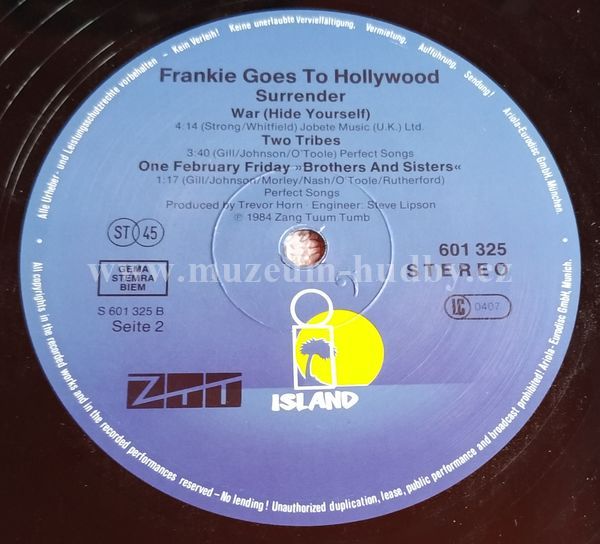 Alle Urheber- und Leistungsschutzrechte vorbehalten – Kein Verleih! Keine unerlaubte Vervielfältigung, Vermietung, Aufführung, Sendung! Ariola-Eurodisc GmbH, München.
Frankie Goes To Hollywood
Surrender
War (Hide Yourself)
4:14 (Strong/Whitfield) Jobete Music (U.K.) Ltd.
Two Tribes
3:40 (Gill/Johnson/O'Toole) Perfect Songs
One February Friday »Brothers And Sisters«
1:17 (Gill/Johnson/Morley/Nash/O'Toole/Rutherford)
Perfect Songs
Produced by Trevor Horn · Engineer: Steve Lipson
℗ 1984 Zang Tuum Tumb
ST 45
601 325
STEREO
www.muzeum-hudby.cz
GEMA
STEMRA
BIEM
LC 0407
S 601 325 B
Seite 2
ZTT
ISLAND
All copyrights in the recorded works and in the recorded performances reserved – No lending! Unauthorized duplication, lease, public performance and broadcast prohibited! Ariola-Eurodisc GmbH, Munich.